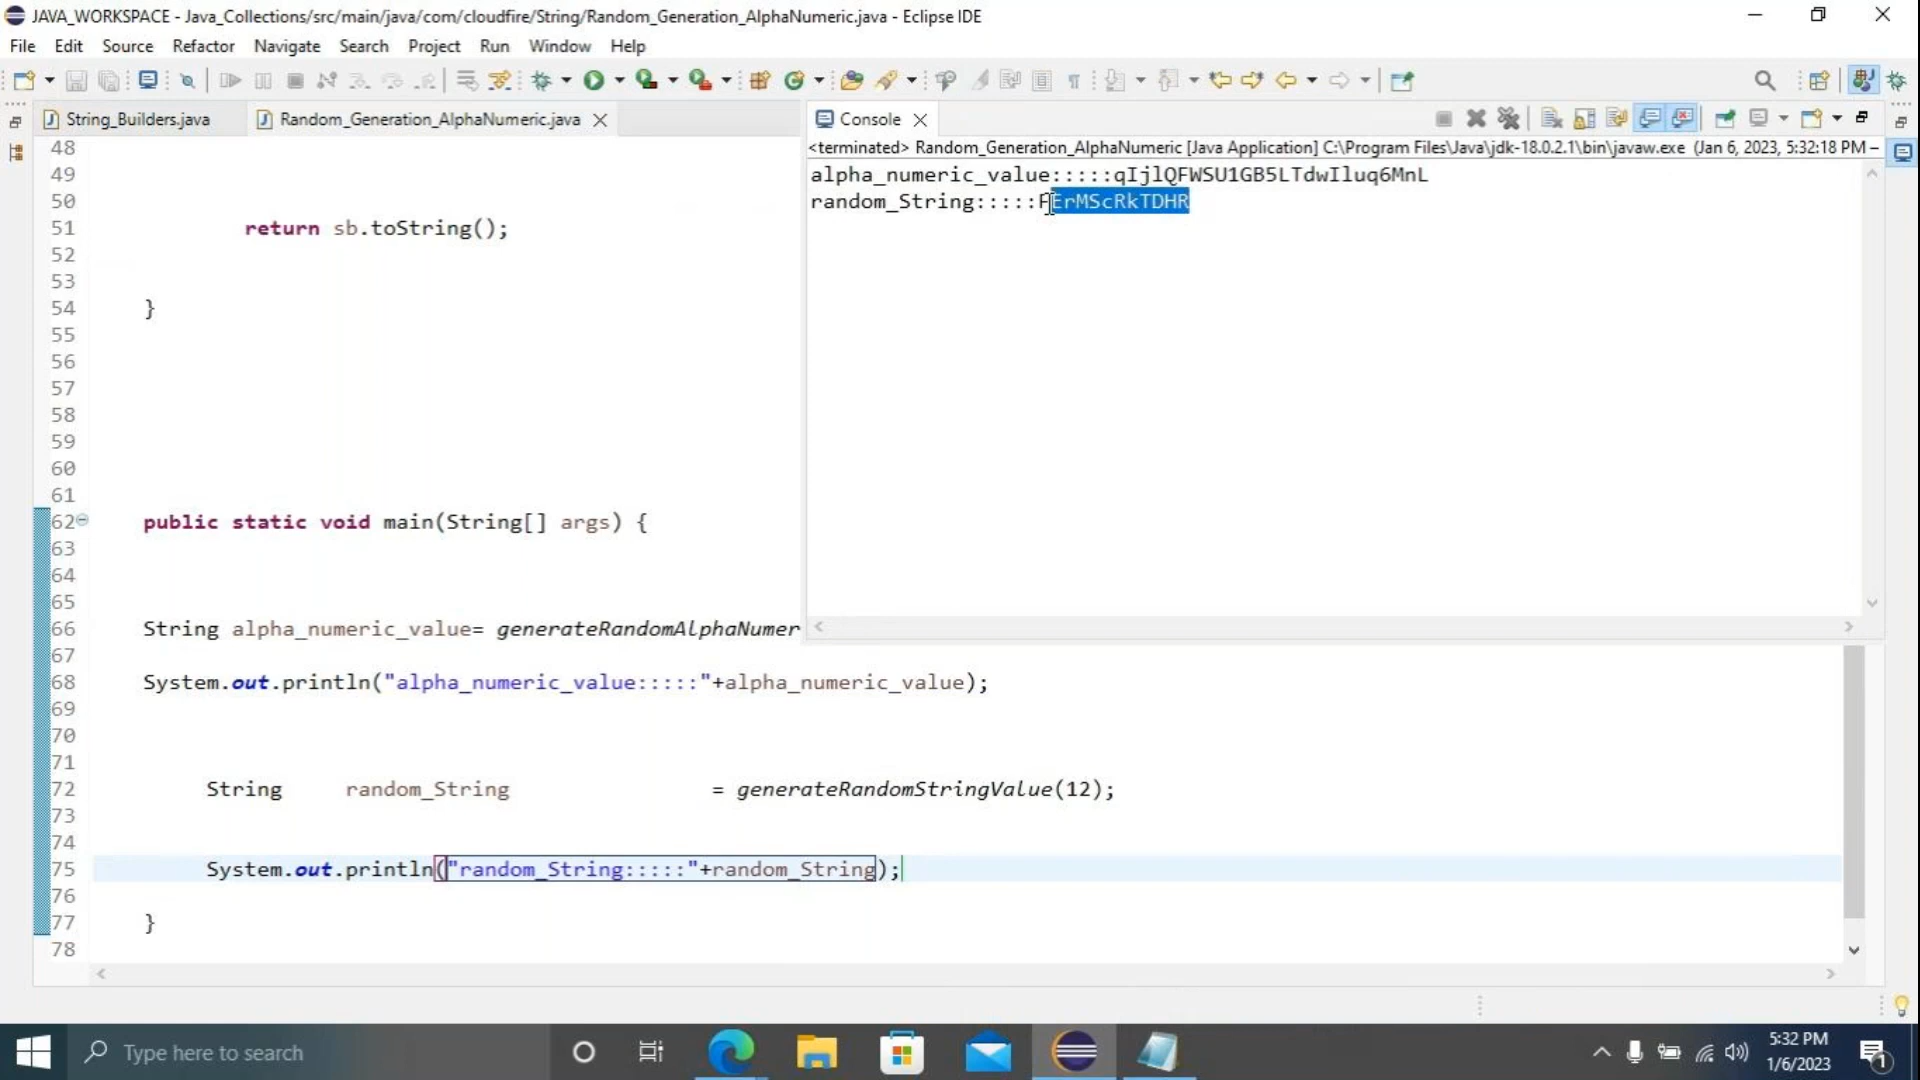 JAVA_WORKSPACE - Java_Collections/src/main/java/com/cloudfire/String/Random_Generation_AlphaNumeric.java - Eclipse IDE
File Edit Source Refactor Navigate Search Project Run Window Help
String_Builders.java Random_Generation_AlphaNumeric.java
48
49
50
51 return sb.toString();
52
53
54 }
55
56
57
58
59
60
61
62 public static void main(String[] args) {
63
64
65
66 String alpha_numeric_value= generateRandomAlphaNumer
67
68 System.out.println("alpha_numeric_value:::::"+alpha_numeric_value);
69
70
71
72 String random_String = generateRandomStringValue(12);
73
74
75 System.out.println("random_String:::::"+random_String);
76
77 }
78
Console
<terminated> Random_Generation_AlphaNumeric [Java Application] C:\Program Files\Java\jdk-18.0.2.1\bin\javaw.exe (Jan 6, 2023, 5:32:18 PM –
alpha_numeric_value:::::qIjlQFWSU1GB5LTdwIluq6MnL
random_String:::::FErMScRkTDHR
Type here to search
5:32 PM
1/6/2023
1